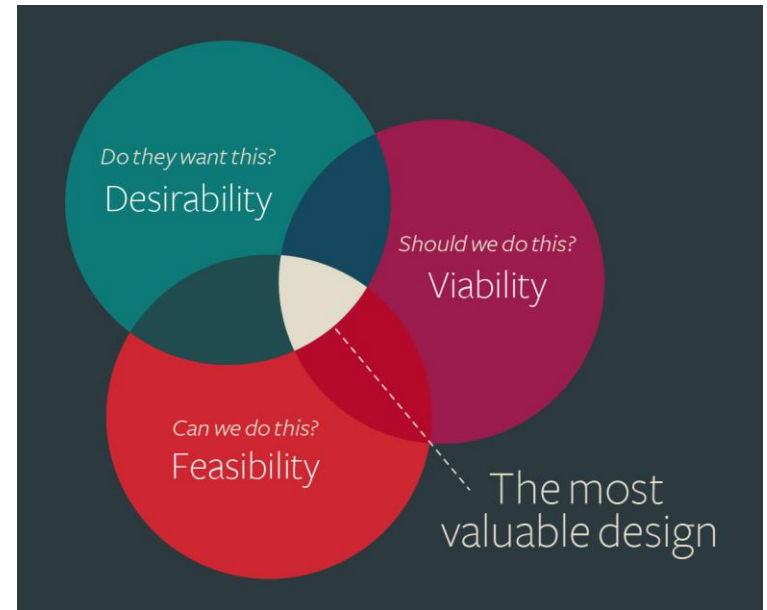 Do they want this?
Desirability
Should we do this?
Viability
Can we do this?
Feasibility
The most
valuable design